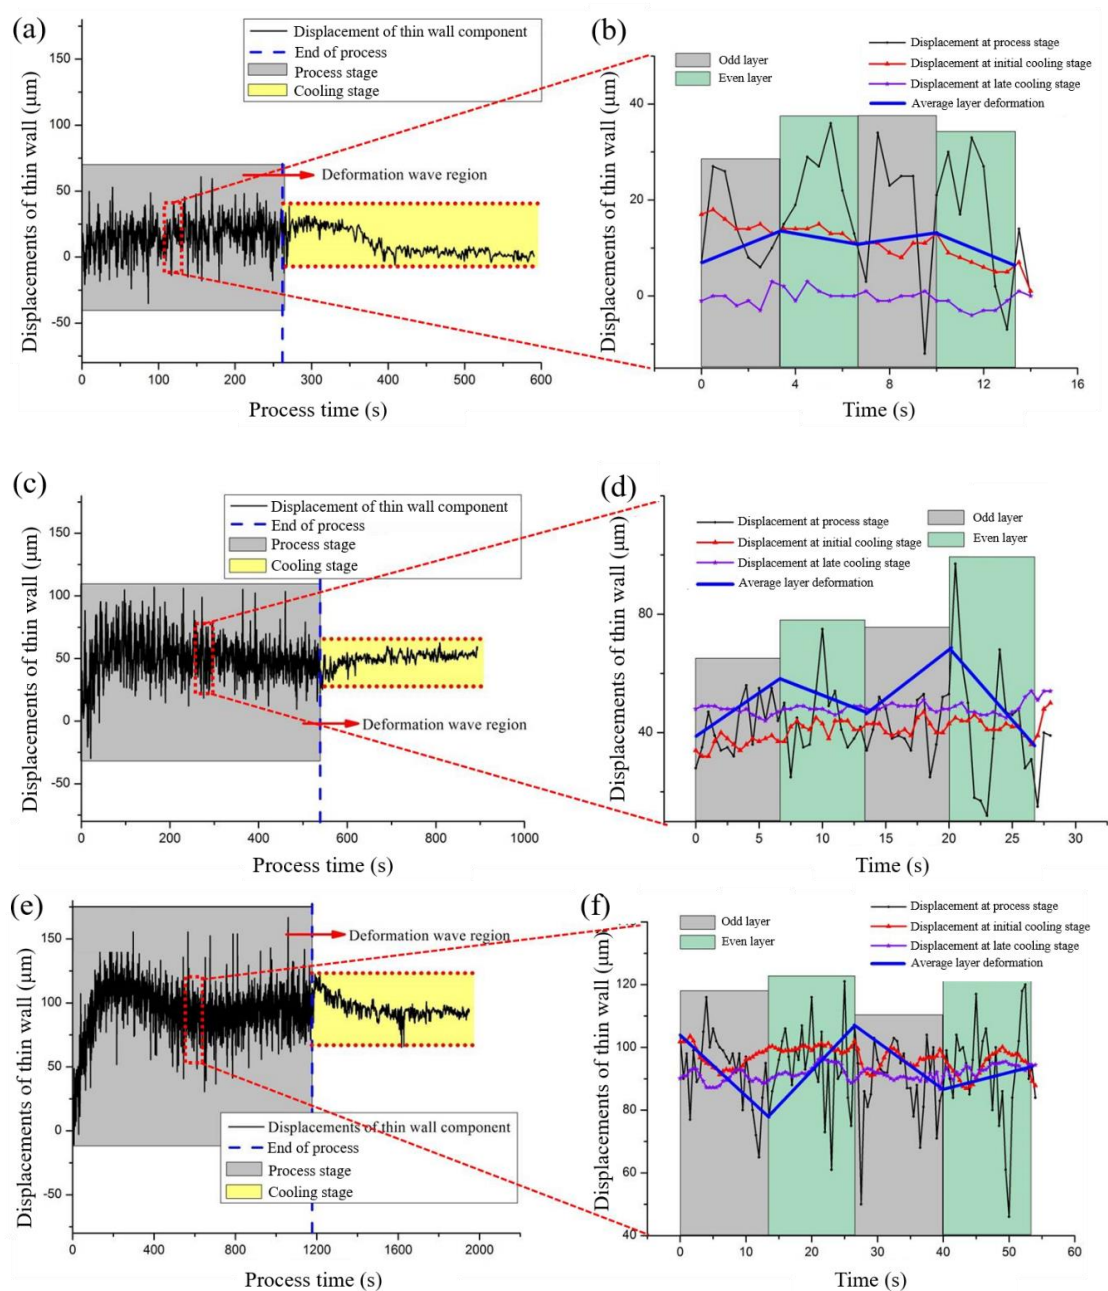 (a)
Displacements of thin wall (μm)
150
100
50
0
-50
0 100 200 300 400 500 600
Process time (s)
Displacement of thin wall component
End of process
Process stage
Cooling stage
Deformation wave region
(b)
Displacements of thin wall (μm)
40
20
0
0 4 8 12 16
Time (s)
Odd layer
Even layer
Displacement at process stage
Displacement at initial cooling stage
Displacement at late cooling stage
Average layer deformation
(c)
Displacements of thin wall (μm)
150
100
50
0
-50
0 200 400 600 800 1000
Process time (s)
Displacement of thin wall component
End of process
Process stage
Cooling stage
Deformation wave region
(d)
Displacements of thin wall (μm)
80
40
0 5 10 15 20 25 30
Time (s)
Displacement at process stage
Displacement at initial cooling stage
Displacement at late cooling stage
Average layer deformation
Odd layer
Even layer
(e)
Displacements of thin wall (μm)
150
100
50
0
-50
0 400 800 1200 1600 2000
Process time (s)
Deformation wave region
Displacements of thin wall component
End of process
Process stage
Cooling stage
(f)
Displacements of thin wall (μm)
120
100
80
60
40
0 10 20 30 40 50 60
Time (s)
Odd layer
Even layer
Displacement at process stage
Displacement at initial cooling stage
Displacement at late cooling stage
Average layer deformation